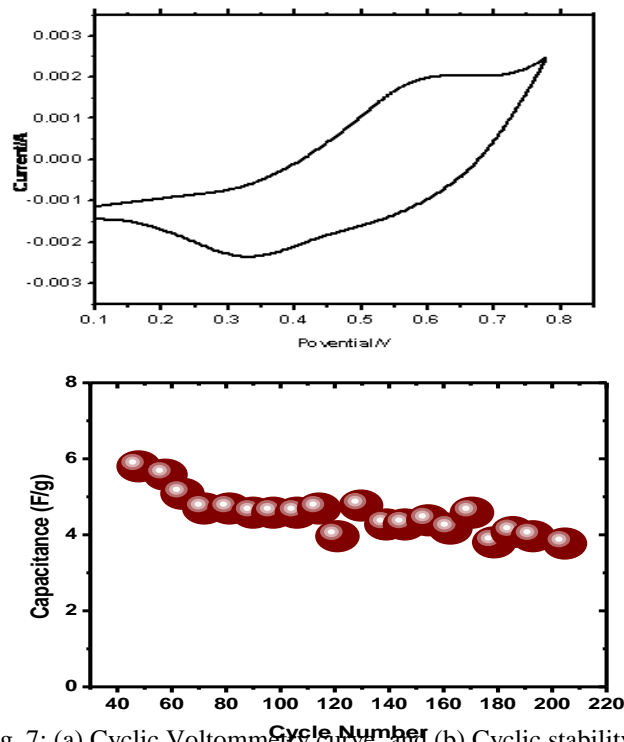 0.003
0.002
0.001
0.000
-0.001
-0.002
-0.003
Current/A
0.1 0.2 0.3 0.4 0.5 0.6 0.7 0.8
Povential/V
8
6
4
2
0
Capacitance (F/g)
40 60 80 100 120 140 160 180 200 220
Cycle Number
g. 7: (a) Cyclic Voltommetry curve and (b) Cyclic stability